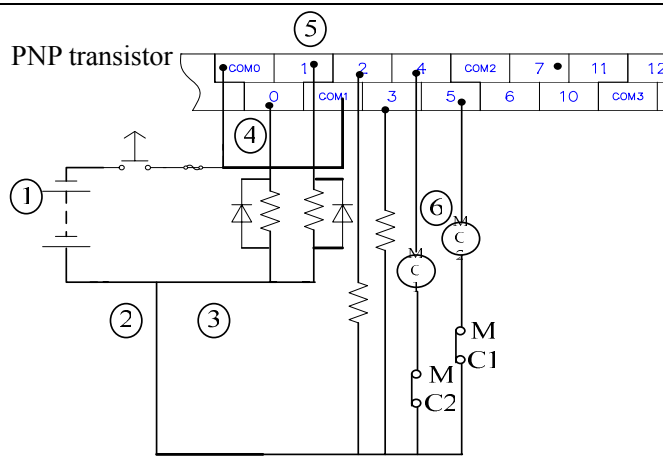 ⑤
PNP transistor
COM0 1 2 4 COM2 7 11 12
0 COM1 3 5 6 10 COM3
④
①
⑥
M C 2
M C 1
②
③
M C1
M C2